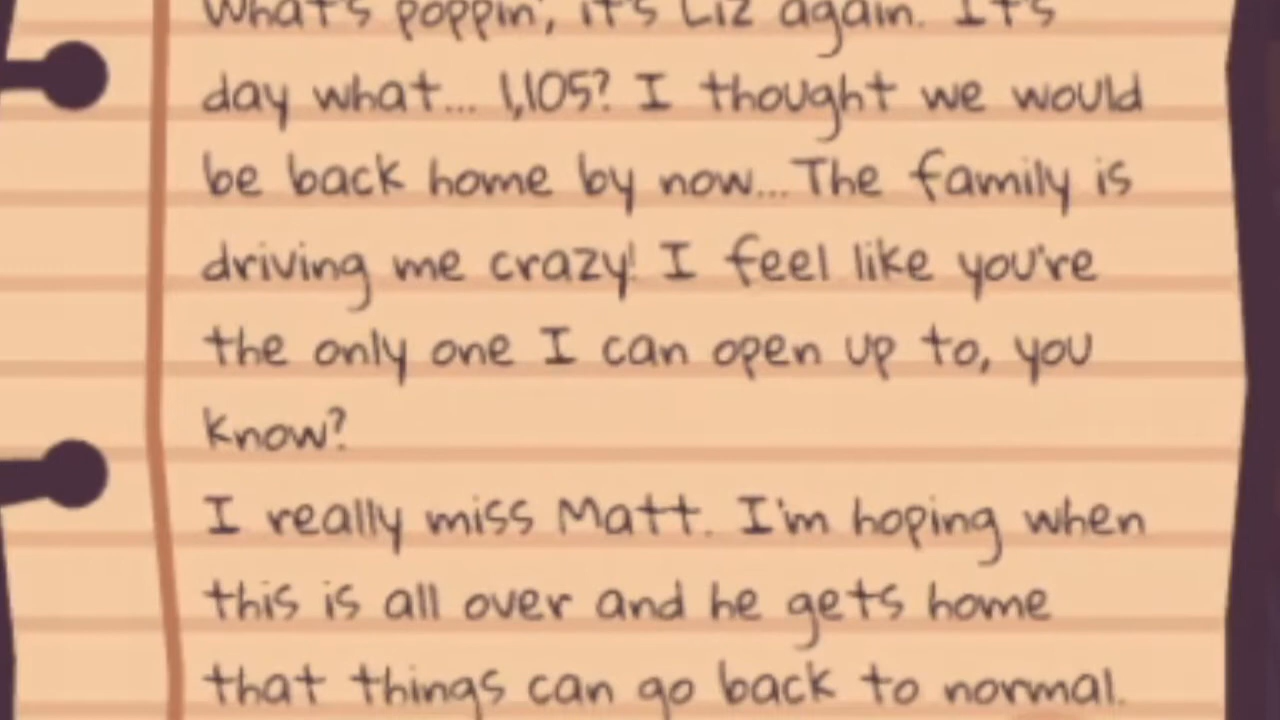 What's poppin', it's Liz again. It's
day what... 1,105? I thought we would
be back home by now...The family is
driving me crazy! I feel like you're
the only one I can open up to, you
know?
I really miss Matt. I'm hoping when
this is all over and he gets home
that things can go back to normal.